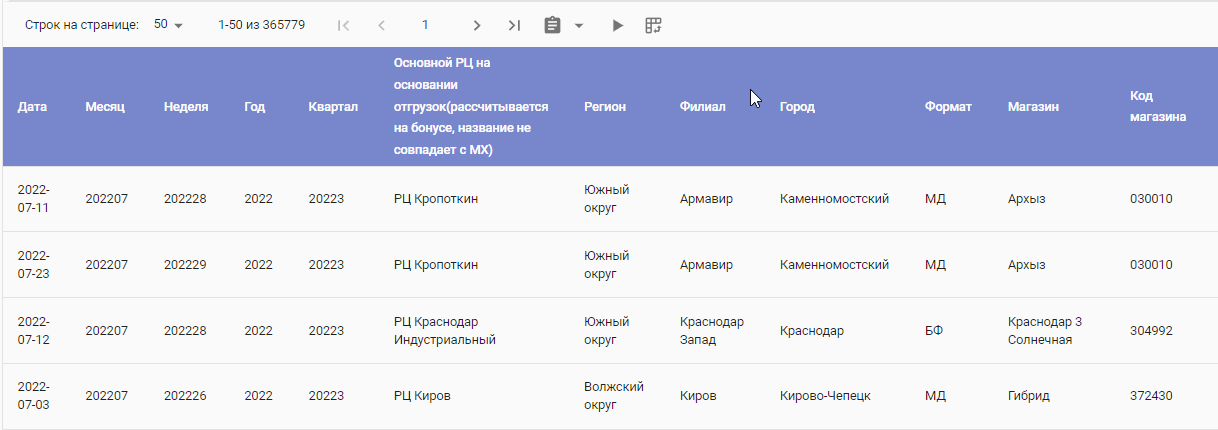 Строк на странице: 50 1-50 из 365779 1
Дата Месяц Неделя Год Квартал Основной РЦ на основании отгрузок(рассчитывается на бонусе, название не совпадает с МХ) Регион Филиал Город Формат Магазин Код магазина
2022-07-11 202207 202228 2022 20223 РЦ Кропоткин Южный округ Армавир Каменномостский МД Архыз 030010
2022-07-23 202207 202229 2022 20223 РЦ Кропоткин Южный округ Армавир Каменномостский МД Архыз 030010
2022-07-12 202207 202228 2022 20223 РЦ Краснодар Индустриальный Южный округ Краснодар Запад Краснодар БФ Краснодар 3 Солнечная 304992
2022-07-03 202207 202226 2022 20223 РЦ Киров Волжский округ Киров Кирово-Чепецк МД Гибрид 372430